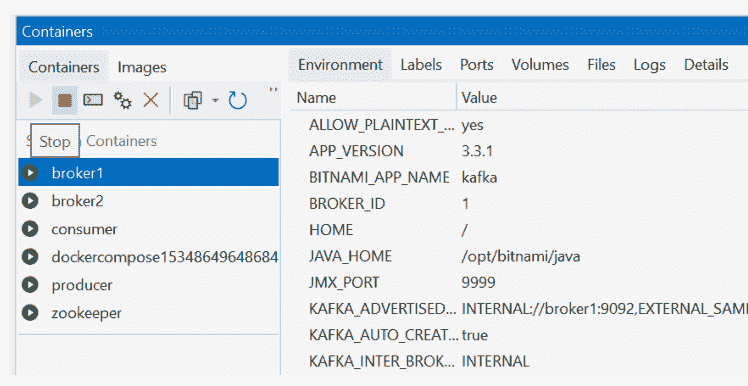 Containers
Containers Images
Stop Containers
broker1
broker2
consumer
dockercompose15348649648684
producer
zookeeper
Environment Labels Ports Volumes Files Logs Details
Name Value
ALLOW_PLAINTEXT_... yes
APP_VERSION 3.3.1
BITNAMI_APP_NAME kafka
BROKER_ID 1
HOME /
JAVA_HOME /opt/bitnami/java
JMX_PORT 9999
KAFKA_ADVERTISED... INTERNAL://broker1:9092,EXTERNAL_SAM
KAFKA_AUTO_CREAT... true
KAFKA_INTER_BROK... INTERNAL